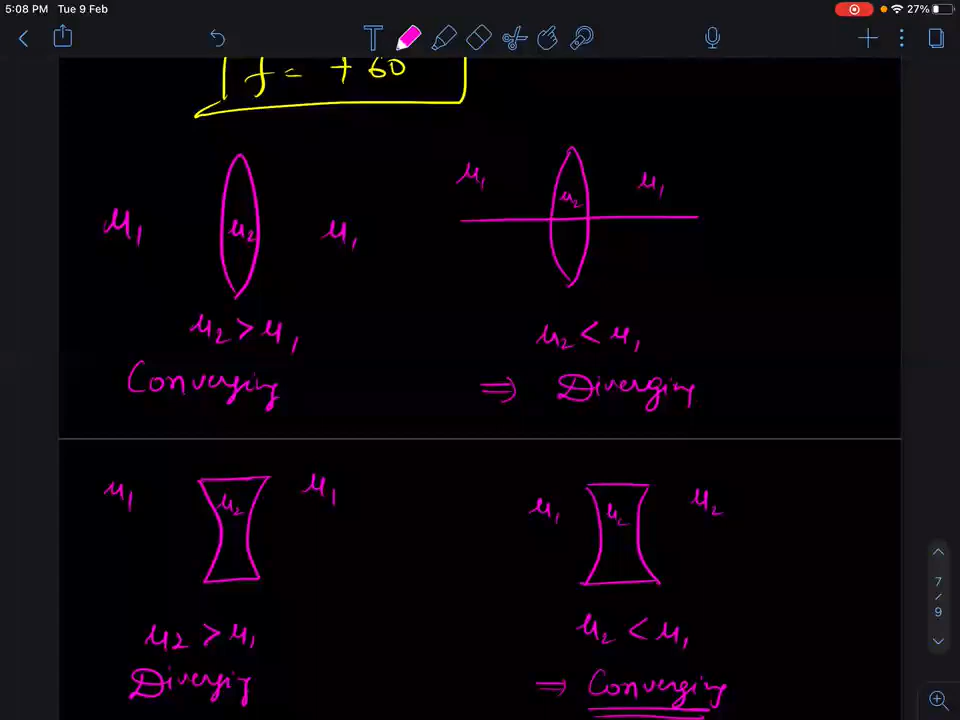 5:08 PM Tue 9 Feb
27%
f = + 60
μ1 μ2 μ1
μ1 μ2 μ1
μ2 > μ1
μ2 < μ1
Converging
⇒ Diverging
μ1 μ2 μ1
μ1 μ2 μ2
μ2 > μ1
μ2 < μ1
Diverging
⇒ Converging
7
/
9